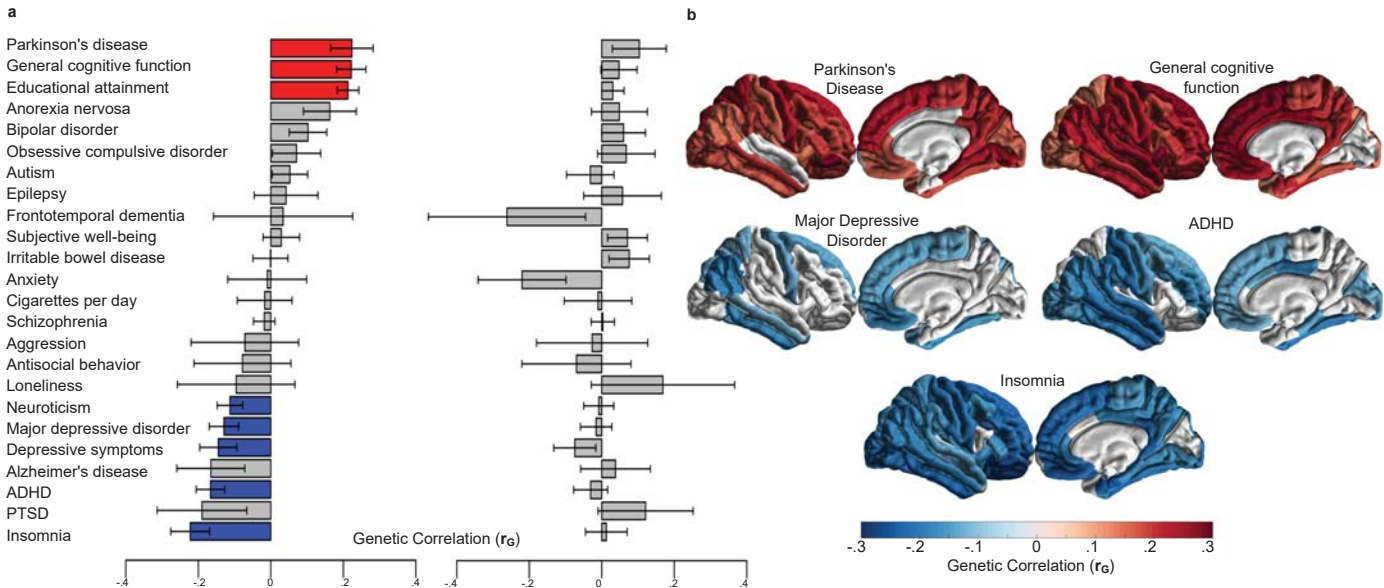 a
Parkinson's disease
General cognitive function
Educational attainment
Anorexia nervosa
Bipolar disorder
Obsessive compulsive disorder
Autism
Epilepsy
Frontotemporal dementia
Subjective well-being
Irritable bowel disease
Anxiety
Cigarettes per day
Schizophrenia
Aggression
Antisocial behavior
Loneliness
Neuroticism
Major depressive disorder
Depressive symptoms
Alzheimer's disease
ADHD
PTSD
Insomnia
Genetic Correlation (rG)
-.4 -.2 0 .2 .4
-.4 -.2 0 .2 .4
b
Parkinson's
Disease
General cognitive
function
Major Depressive
Disorder
ADHD
Insomnia
-.3 -.2 -.1 0 .1 .2 .3
Genetic Correlation (rG)